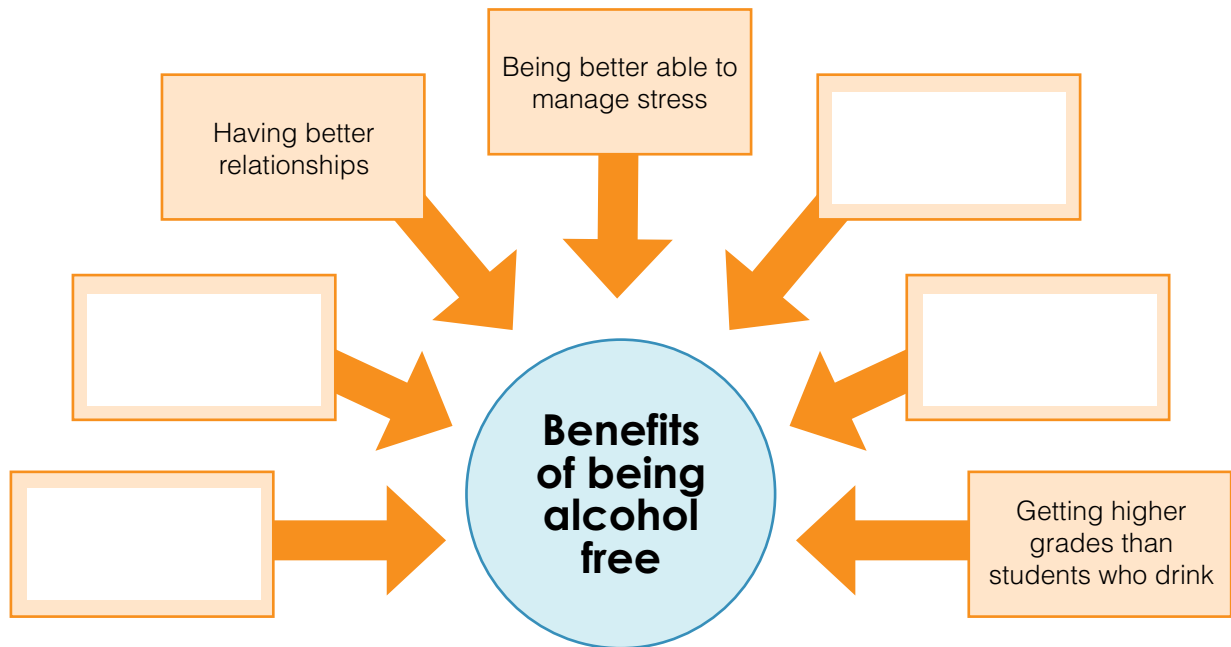 Having better
relationships
Being better able to
manage stress
Getting higher
grades than
students who drink
Benefits
of being
alcohol
free